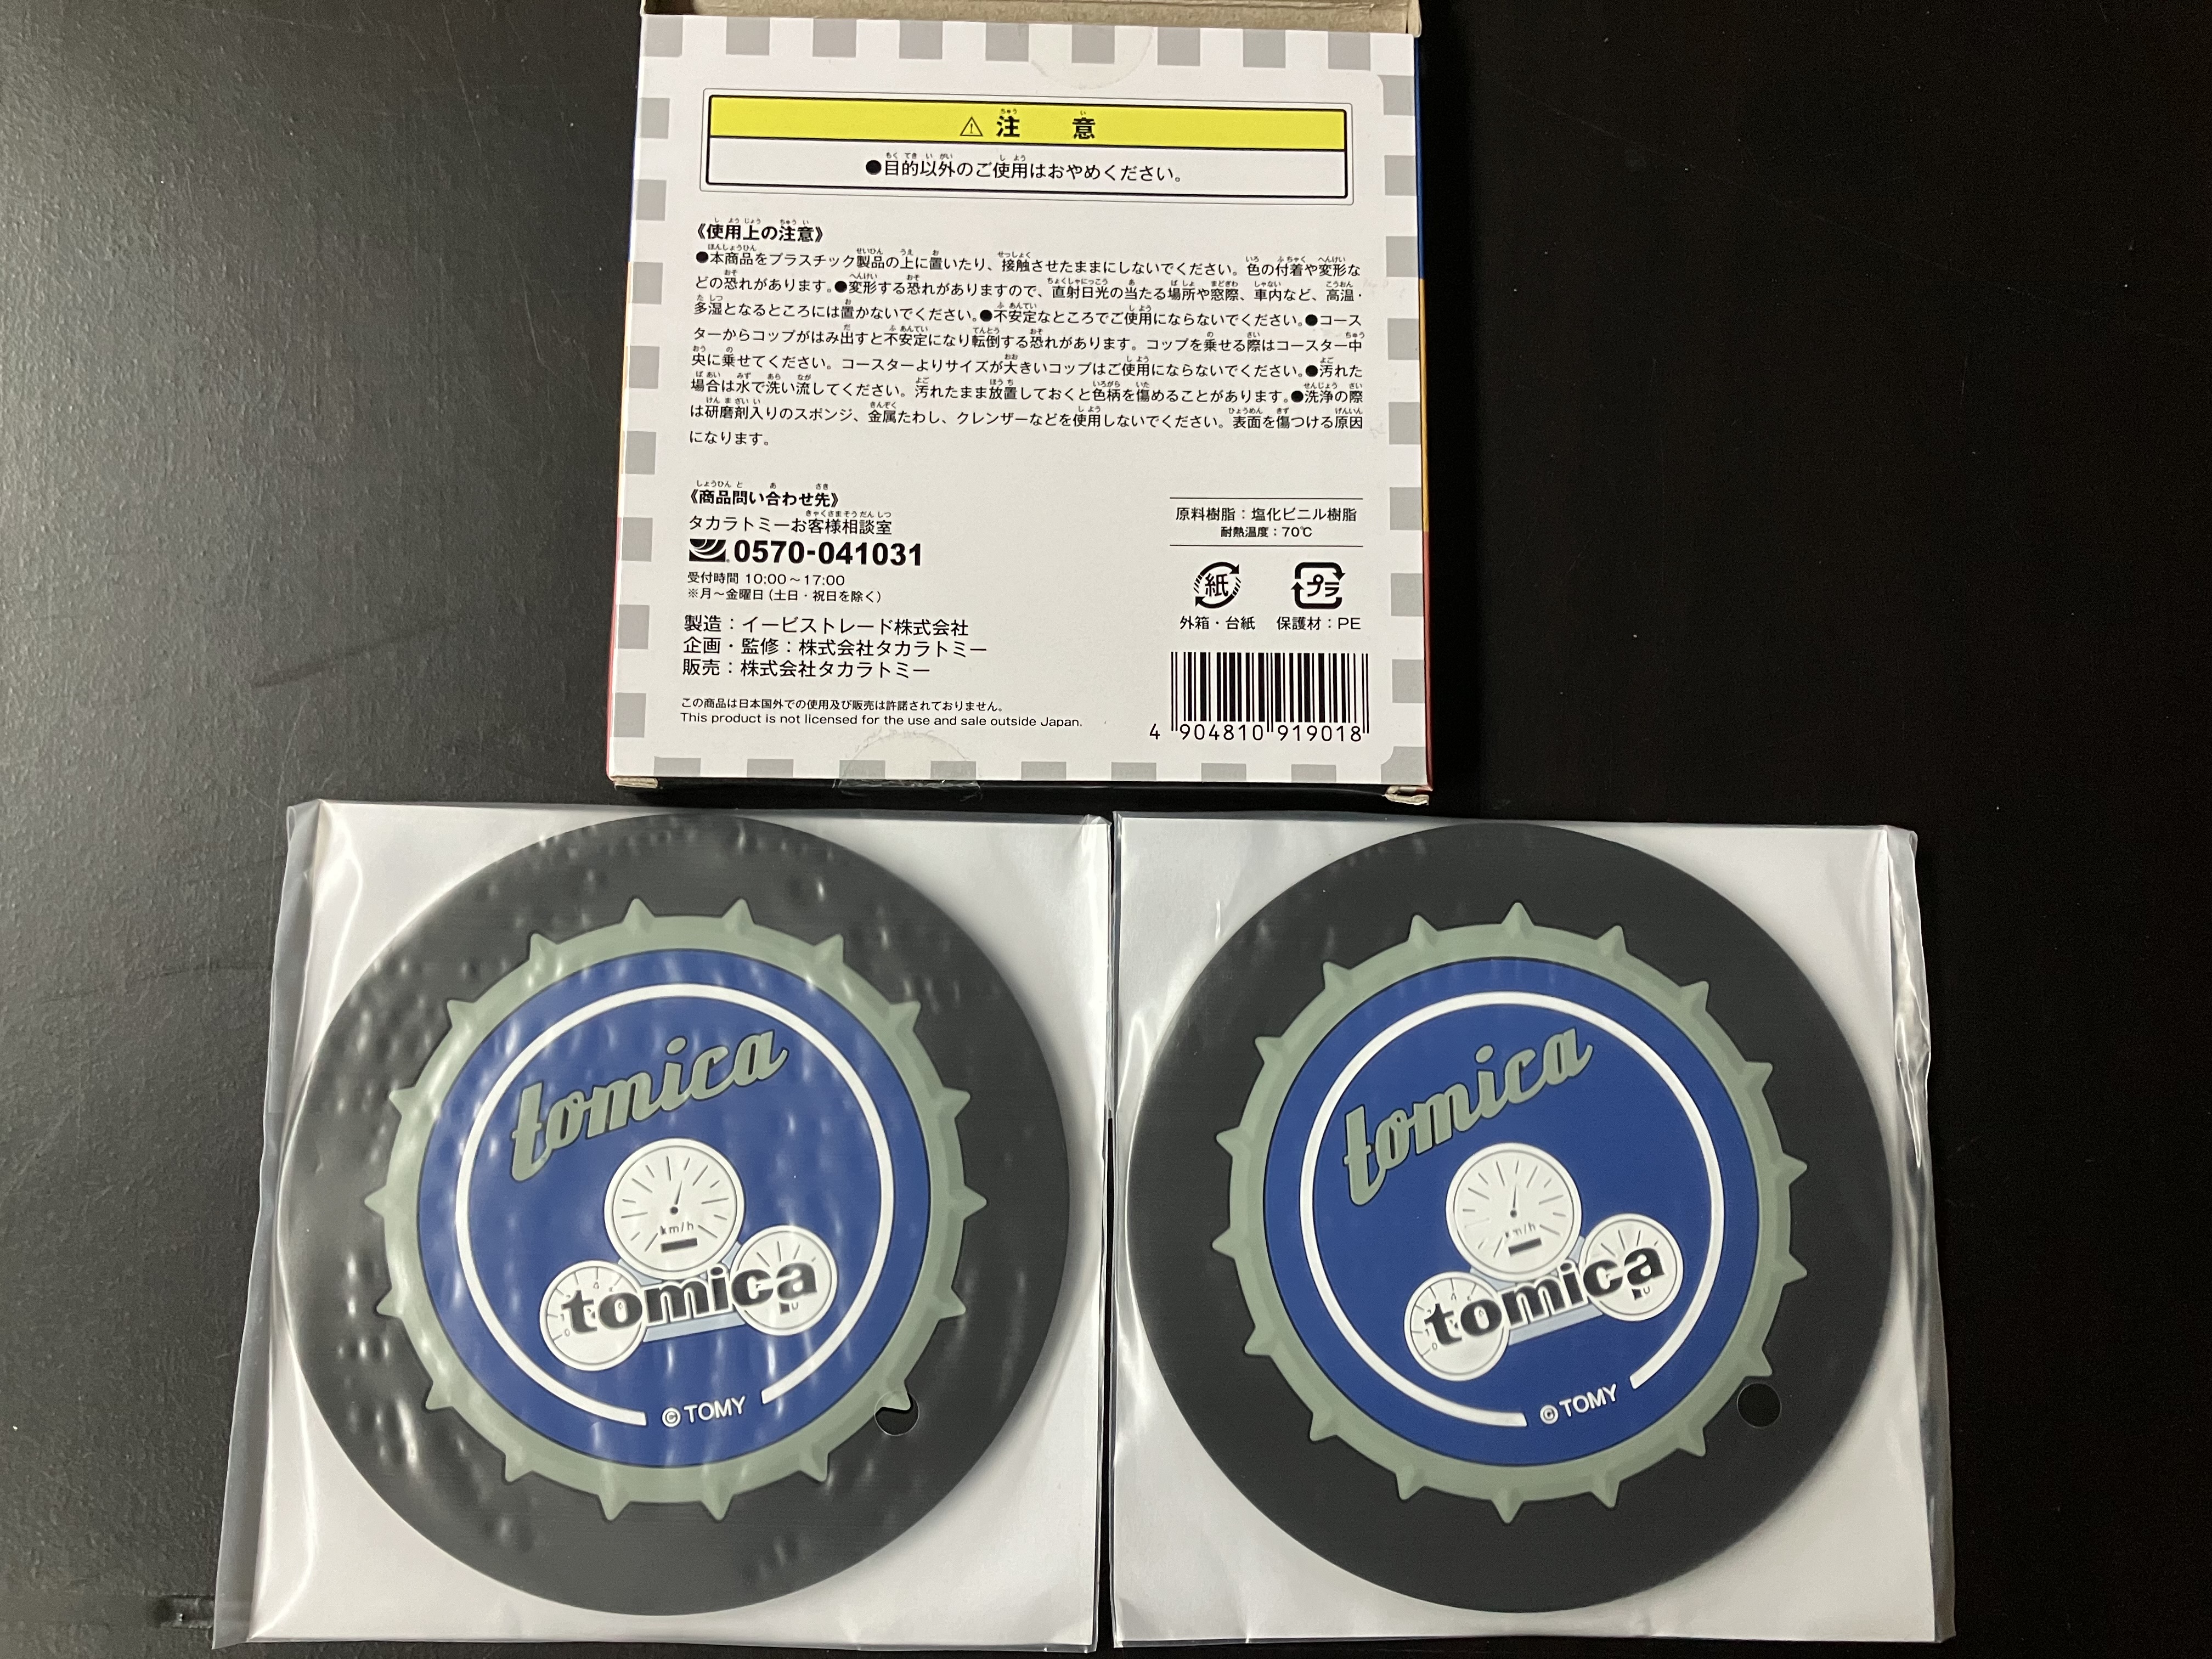 ⚠ 注意
●目的以外のご使用はおやめください。
《使用上の注意》
●本商品をプラスチック製品の上に置いたり、接触させたままにしないでください。色の付着や変形な
どの恐れがあります。●変形する恐れがありますので、直射日光の当たる場所や窓際、車内など、高温・
多湿となるところには置かないでください。●不安定なところでご使用にならないでください。●コース
ターからコップがはみ出すと不安定になり転倒する恐れがあります。コップを乗せる際はコースター中
央に乗せてください。コースターよりサイズが大きいコップはご使用にならないでください。●汚れた
場合は水で洗い流してください。汚れたまま放置しておくと色柄を傷めることがあります。●洗浄の際
は研磨剤入りのスポンジ、金属たわし、クレンザーなどを使用しないでください。表面を傷つける原因
になります。
《商品問い合わせ先》
タカラトミーお客様相談室
0570-041031
受付時間 10:00～17:00
※月～金曜日(土日・祝日を除く)
製造：イービストレード株式会社
企画・監修：株式会社タカラトミー
販売：株式会社タカラトミー
この商品は日本国外での使用及び販売は許諾されておりません。
This product is not licensed for the use and sale outside Japan.
原料樹脂：塩化ビニル樹脂
耐熱温度：70℃
紙
プラ
外箱・台紙
保護材：PE
4 904810 919018
tomica
km/h
tomica
© TOMY
tomica
km/h
tomica
© TOMY